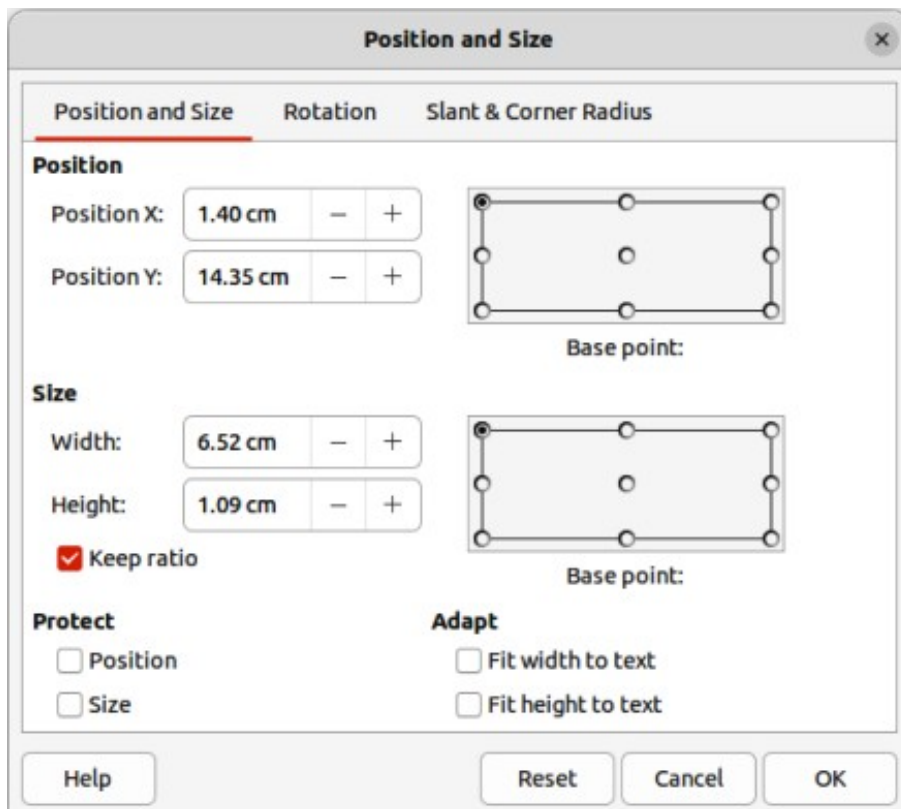 Position and Size
Position and Size Rotation Slant & Corner Radius
Position
Position X: 1.40 cm − +
Position Y: 14.35 cm − +
Base point:
Size
Width: 6.52 cm − +
Height: 1.09 cm − +
Keep ratio
Base point:
Protect Adapt
Position Fit width to text
Size Fit height to text
Help Reset Cancel OK